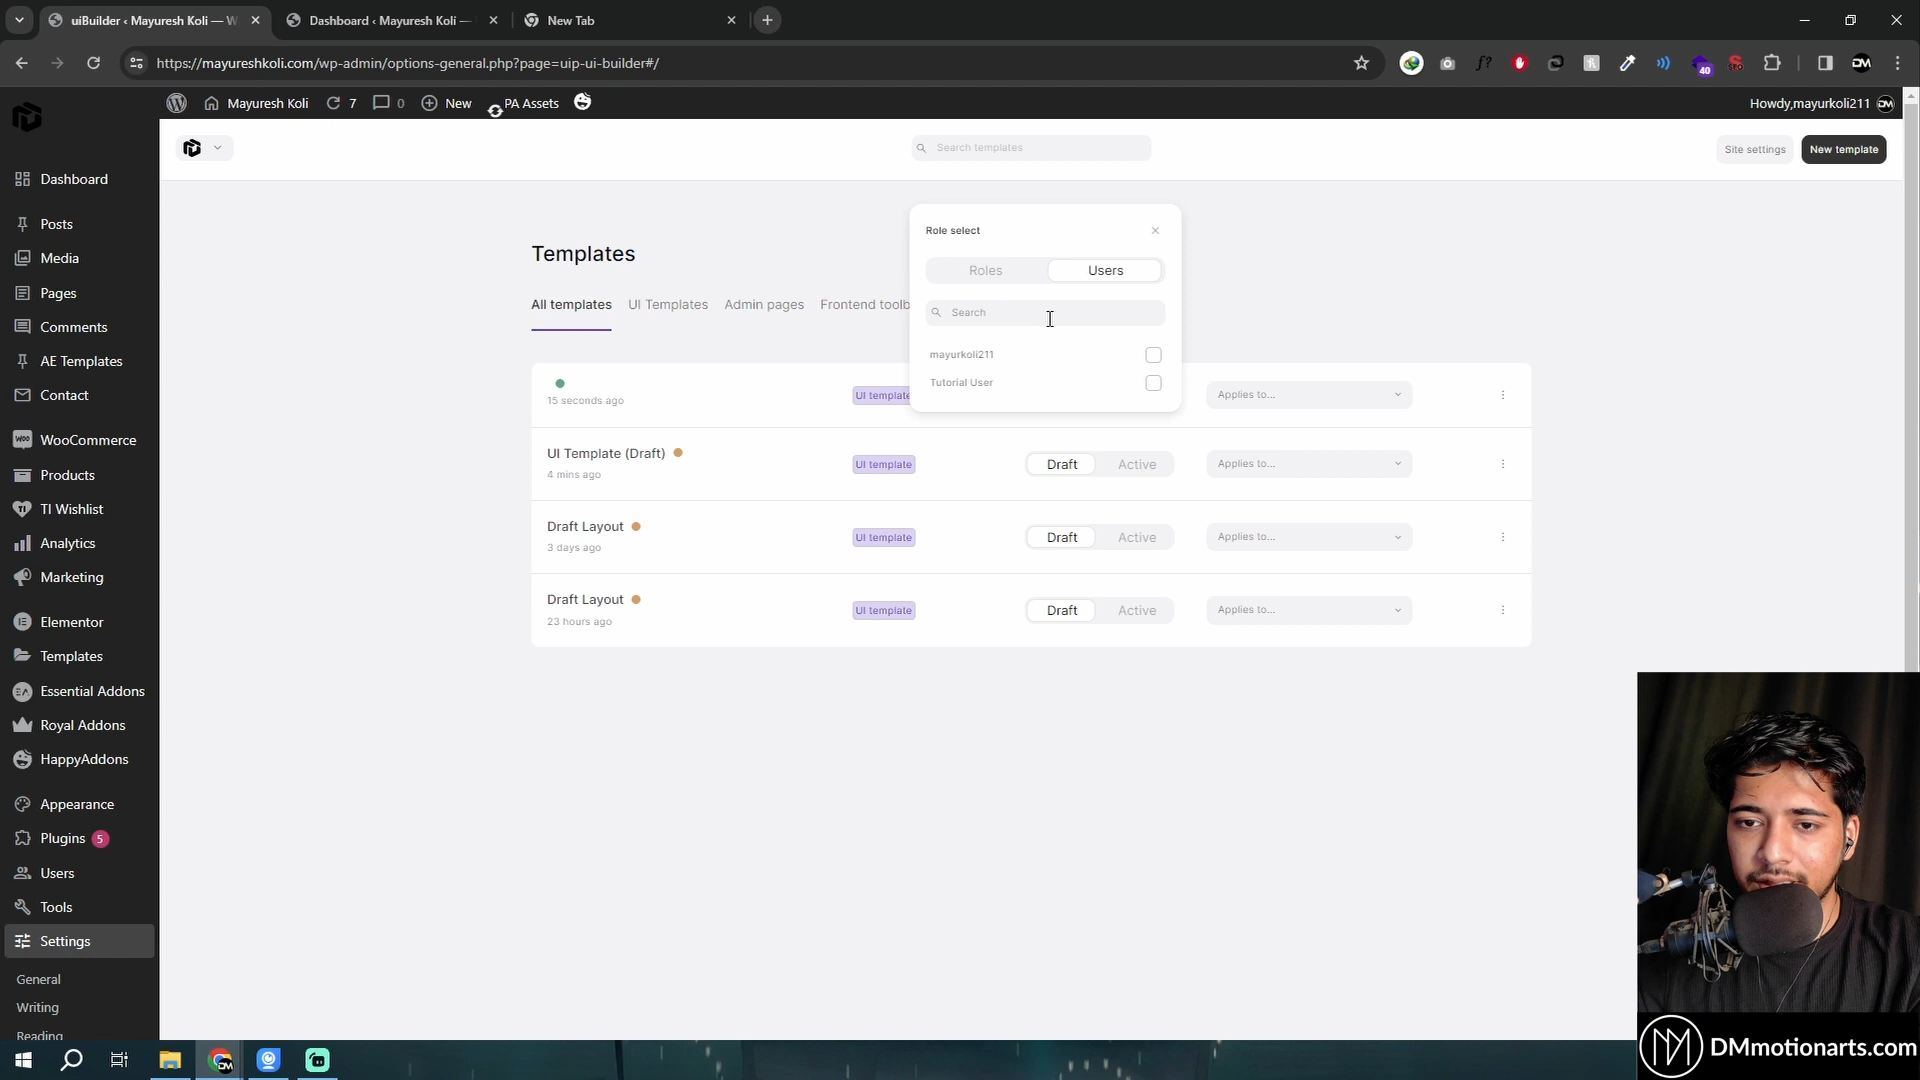 uiBuilder ‹ Mayuresh Koli — W
Dashboard ‹ Mayuresh Koli —
New Tab
https://mayureshkoli.com/wp-admin/options-general.php?page=uip-ui-builder#/
f?
40
SEO
DM
Mayuresh Koli
7
0
New
PA Assets
Howdy,mayurkoli211
DM
Search templates
Site settings
New template
Dashboard
Posts
Media
Pages
Comments
AE Templates
Contact
WOO
WooCommerce
Products
TI Wishlist
Analytics
Marketing
Elementor
Templates
Essential Addons
Royal Addons
HappyAddons
Appearance
Plugins 5
Users
Tools
Settings
General
Writing
Reading
Templates
All templates
UI Templates
Admin pages
Frontend toolb
Role select
Roles
Users
Search
mayurkoli211
Tutorial User
15 seconds ago
UI template
Applies to...
UI Template (Draft)
4 mins ago
UI template
Draft
Active
Applies to...
Draft Layout
3 days ago
UI template
Draft
Active
Applies to...
Draft Layout
23 hours ago
UI template
Draft
Active
Applies to...
DMmotionarts.com